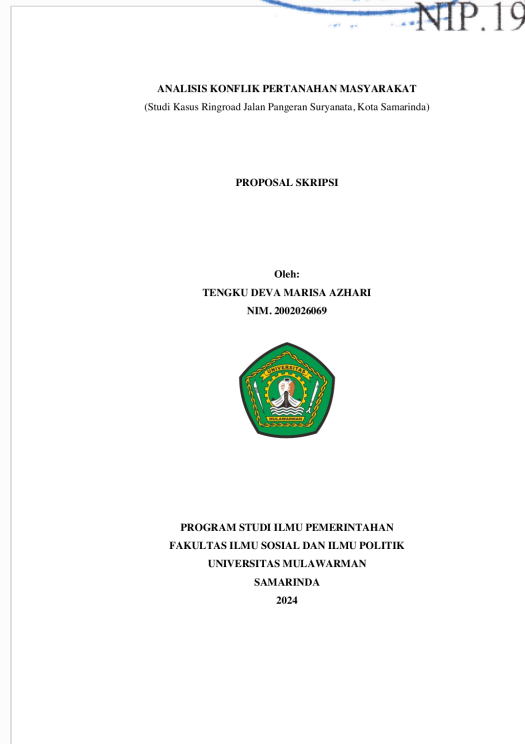 NIP.19
ANALISIS KONFLIK PERTANAHAN MASYARAKAT
(Studi Kasus Ringroad Jalan Pangeran Suryanata, Kota Samarinda)
PROPOSAL SKRIPSI
Oleh:
TENGKU DEVA MARISA AZHARI
NIM. 2002026069
UNIVERSITAS
MULAWARMAN
PROGRAM STUDI ILMU PEMERINTAHAN
FAKULTAS ILMU SOSIAL DAN ILMU POLITIK
UNIVERSITAS MULAWARMAN
SAMARINDA
2024